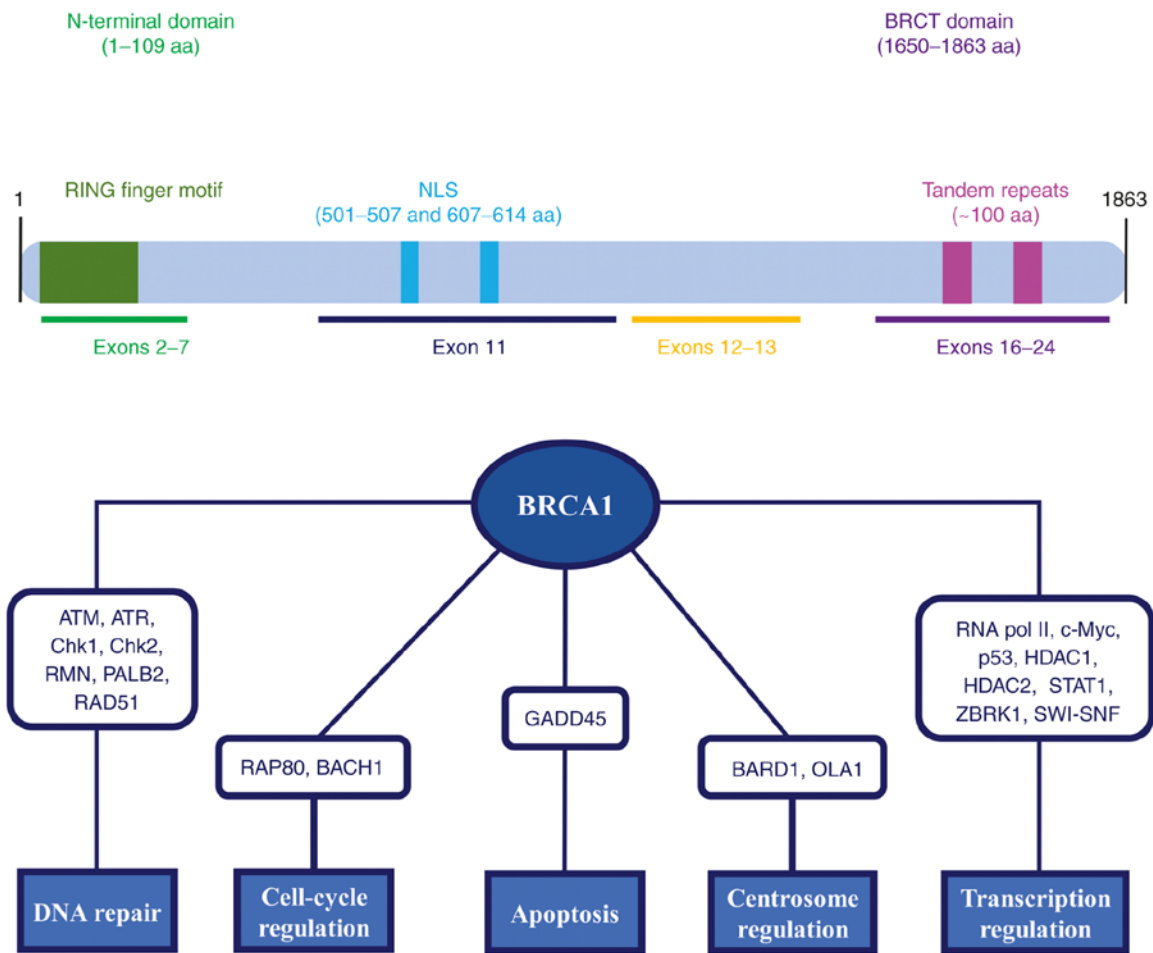 N-terminal domain
(1–109 aa)
BRCT domain
(1650–1863 aa)
1
RING finger motif
NLS
(501–507 and 607–614 aa)
Tandem repeats
(~100 aa)
1863
Exons 2–7
Exon 11
Exons 12–13
Exons 16–24
BRCA1
ATM, ATR,
Chk1, Chk2,
RMN, PALB2,
RAD51
RAP80, BACH1
GADD45
BARD1, OLA1
RNA pol II, c-Myc,
p53, HDAC1,
HDAC2, STAT1,
ZBRK1, SWI-SNF
DNA repair
Cell-cycle
regulation
Apoptosis
Centrosome
regulation
Transcription
regulation